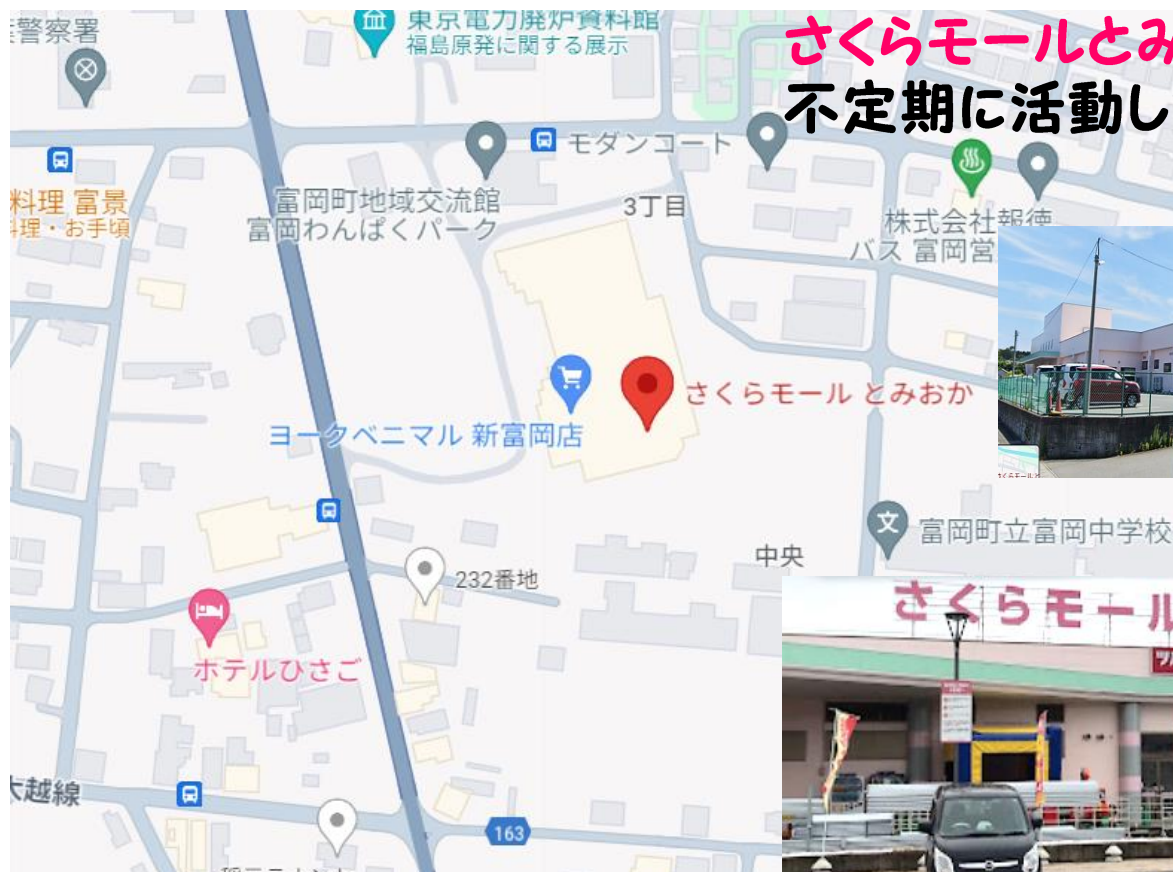 東京電力廃炉資料館
福島原発に関する展示
警察署
さくらモールとみ
不定期に活動し
モダンコート
料理 富景
料理・お手頃
富岡町地域交流館
富岡わんぱくパーク
3丁目
株式会社報徳
バス 富岡営
さくらモール とみおか
ヨークベニマル 新富岡店
富岡町立富岡中学校
中央
232番地
さくらモール
ホテルひさご
大越線
163